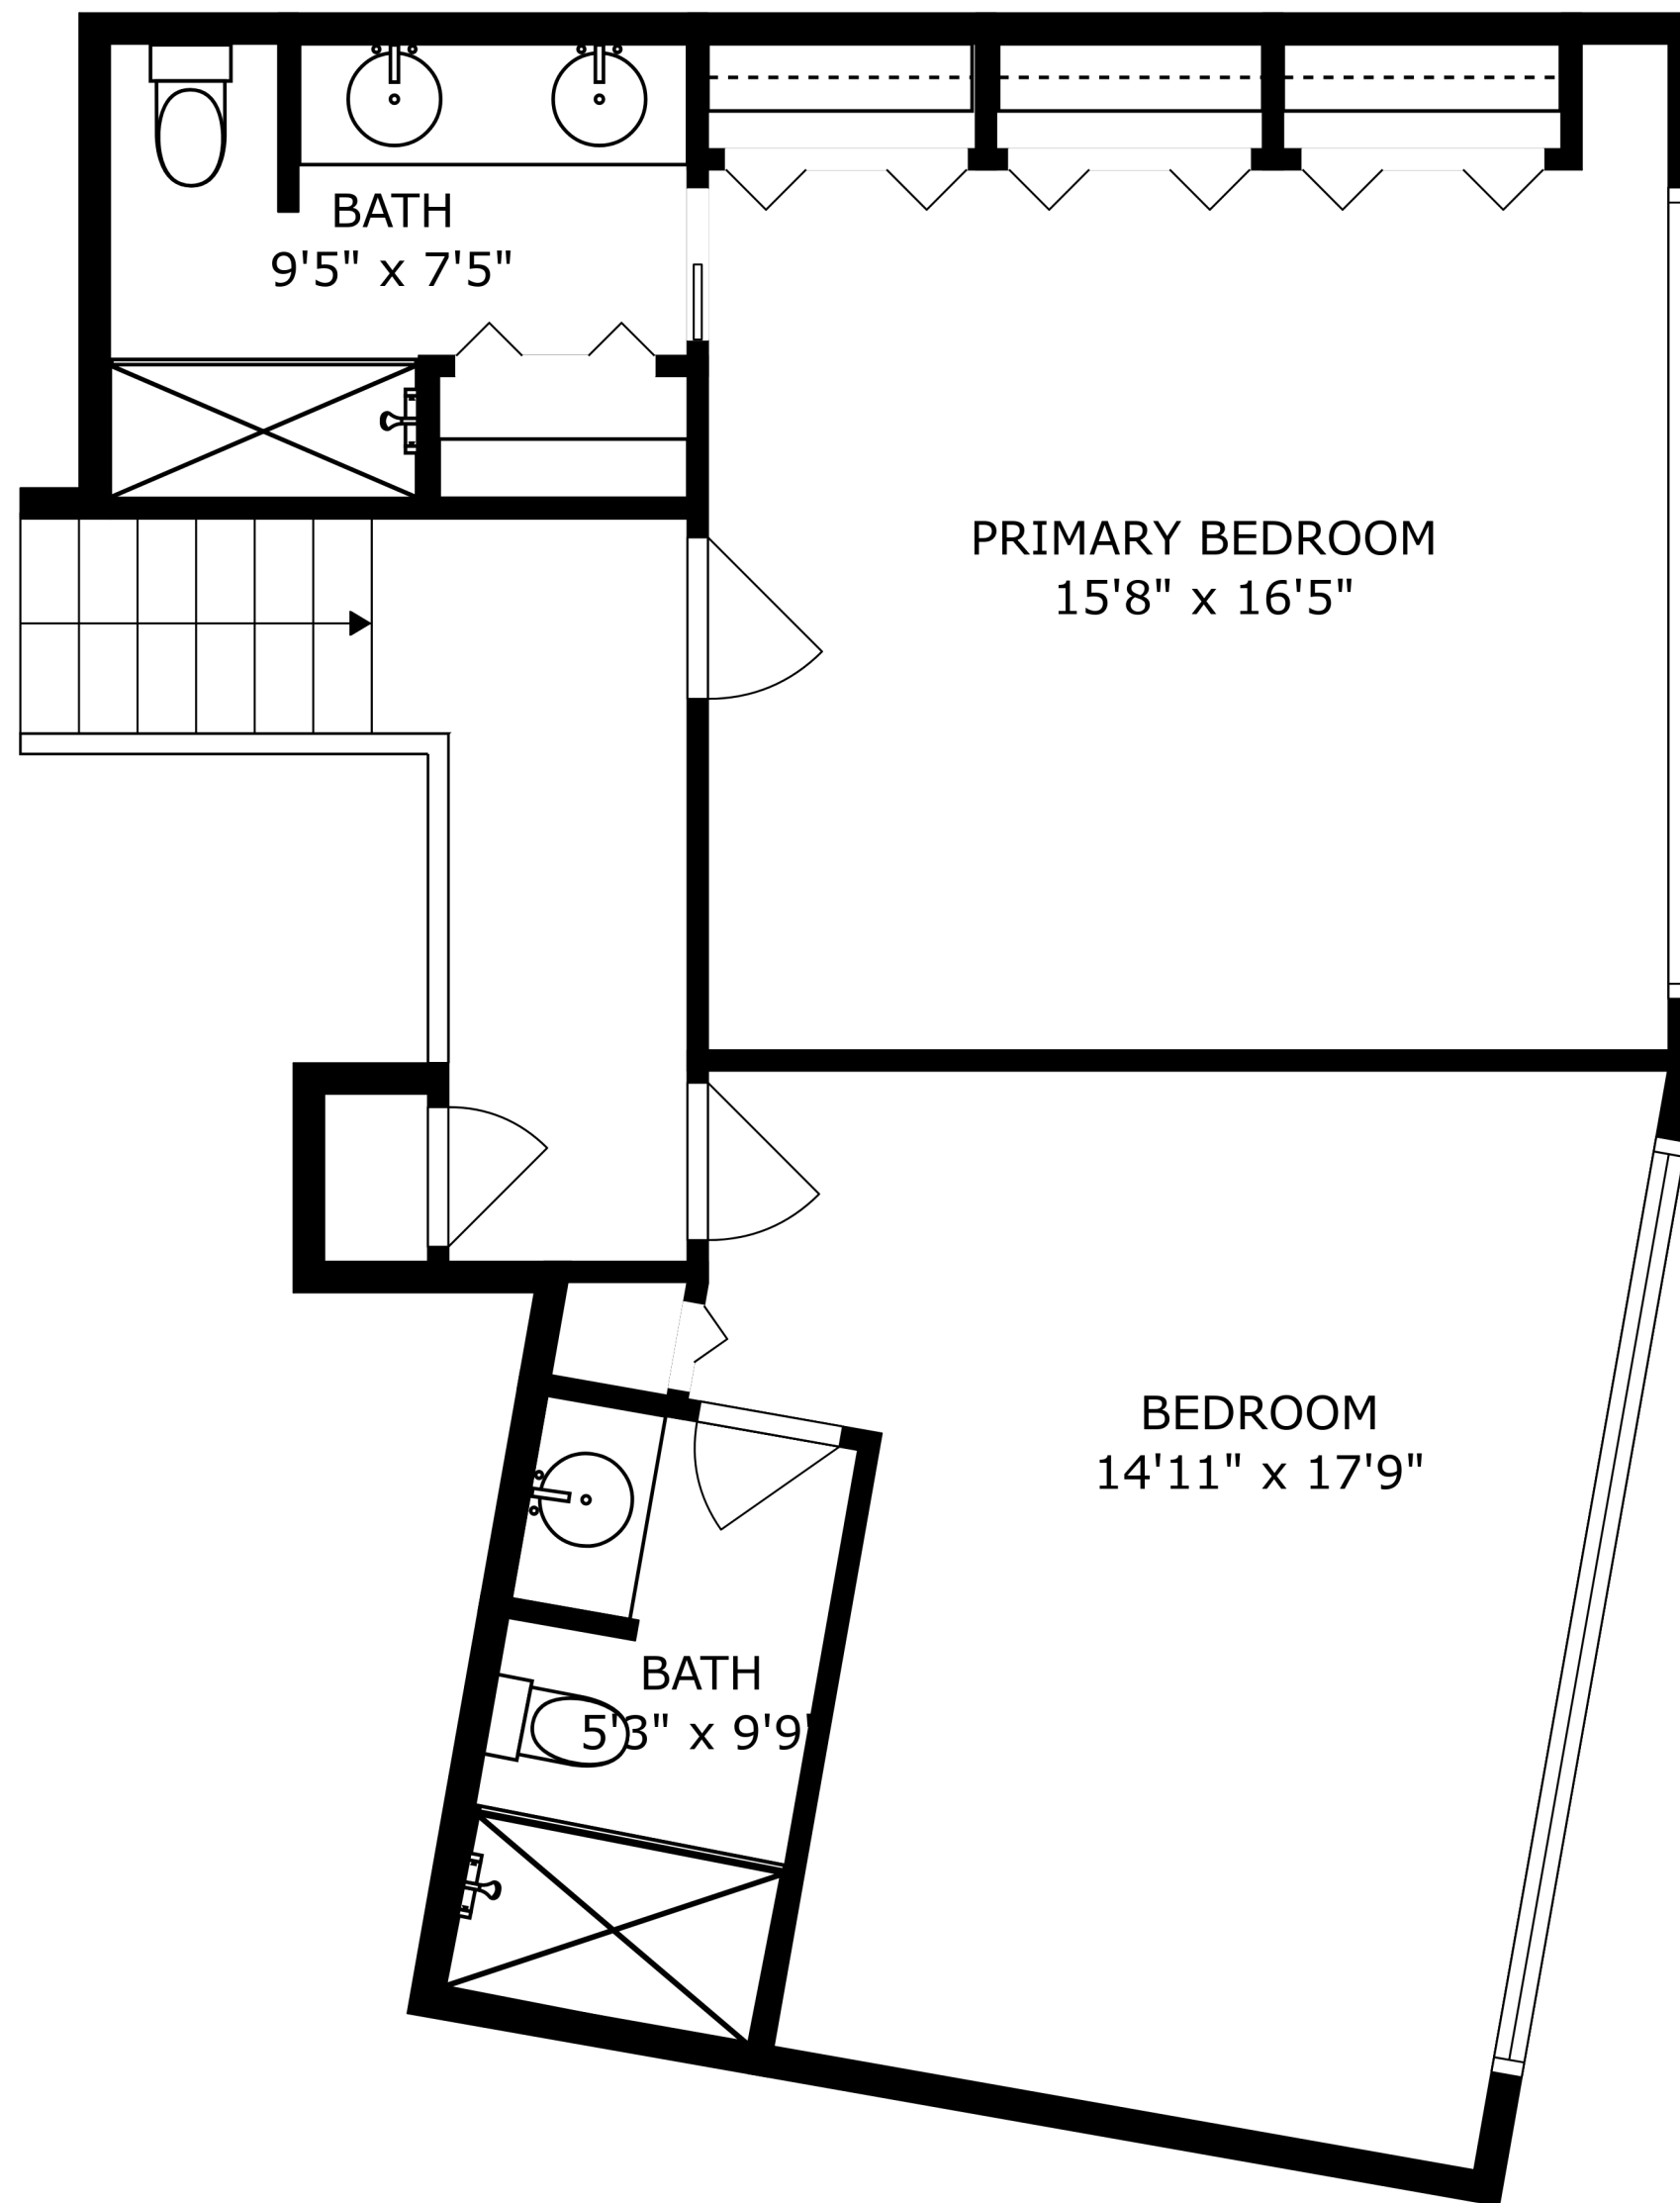 BATH
9'5" x 7'5"
PRIMARY BEDROOM
15'8" x 16'5"
BEDROOM
14'11" x 17'9"
BATH
5'3" x 9'9"